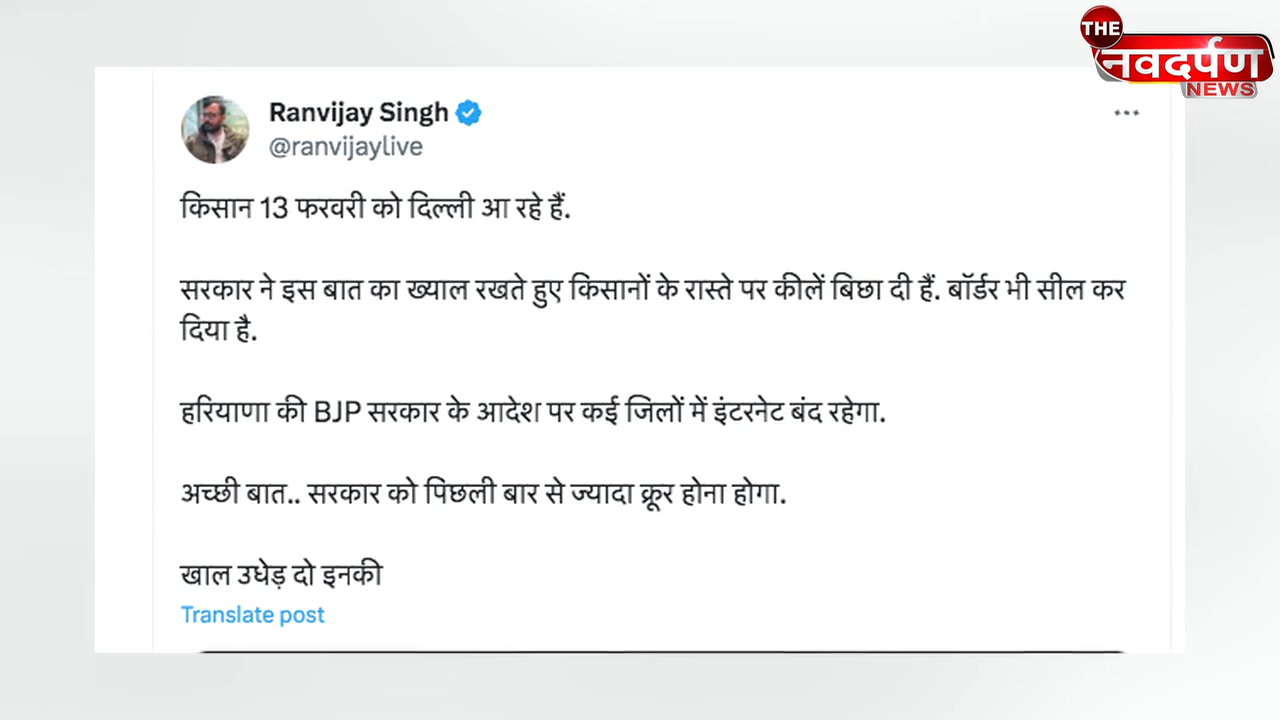 THE
नवदर्पण
NEWS
Ranvijay Singh
@ranvijaylive
किसान 13 फरवरी को दिल्ली आ रहे हैं.
सरकार ने इस बात का ख्याल रखते हुए किसानों के रास्ते पर कीलें बिछा दी हैं. बॉर्डर भी सील कर
दिया है.
हरियाणा की BJP सरकार के आदेश पर कई जिलों में इंटरनेट बंद रहेगा.
अच्छी बात.. सरकार को पिछली बार से ज्यादा क्रूर होना होगा.
खाल उधेड़ दो इनकी
Translate post